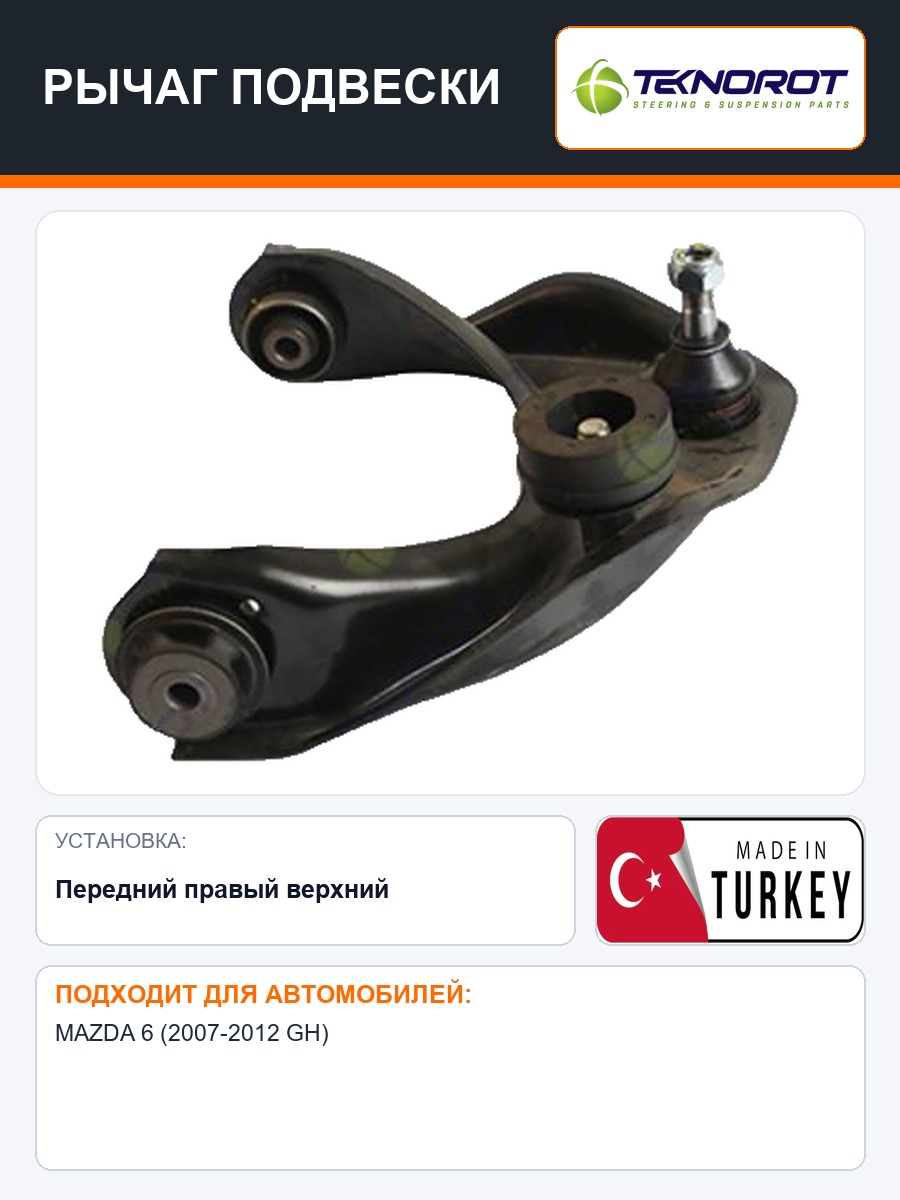 РЫЧАГ ПОДВЕСКИ
TEKNOROT
STEERING & SUSPENSION PARTS
УСТАНОВКА:
Передний правый верхний
MADE IN
TURKEY
ПОДХОДИТ ДЛЯ АВТОМОБИЛЕЙ:
MAZDA 6 (2007-2012 GH)